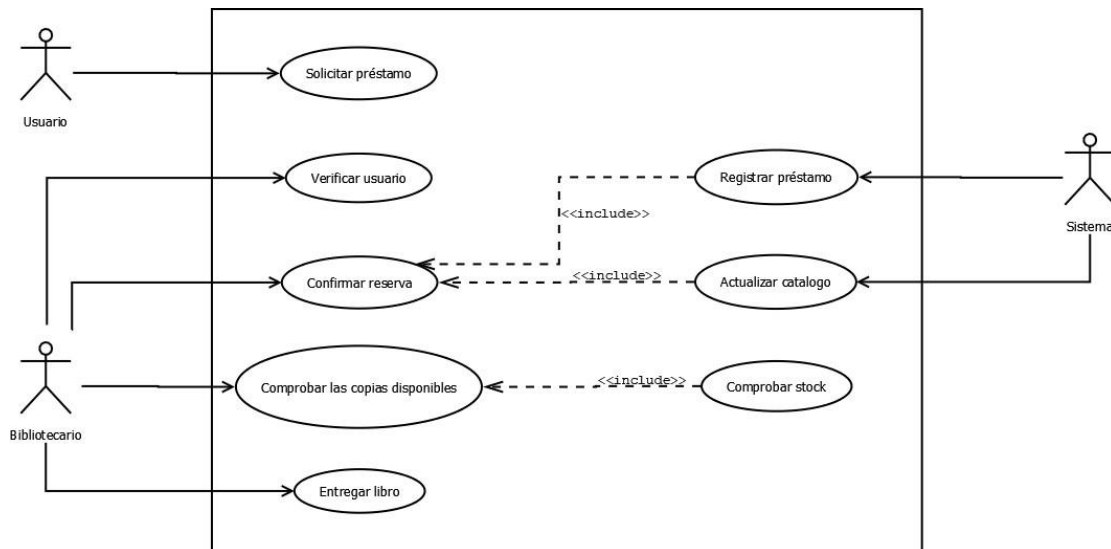 Solicitar préstamo
Usuario
Verificar usuario
Registrar préstamo
<<include>>
Sistema
Confirmar reserva
<<include>>
Actualizar catalogo
Comprobar las copias disponibles
<<include>>
Comprobar stock
Bibliotecario
Entregar libro